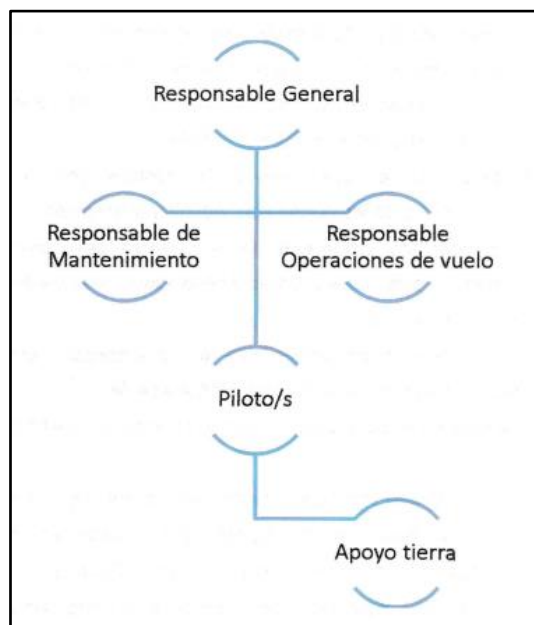 Responsable General
Responsable de
Mantenimiento
Responsable
Operaciones de vuelo
Piloto/s
Apoyo tierra